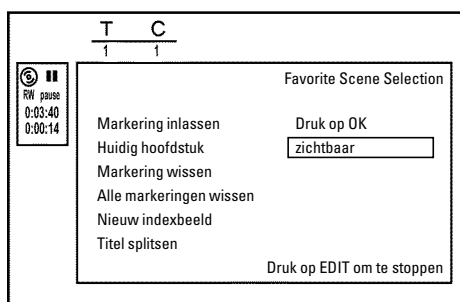 T C
1 1
RW pause
0:03:40
0:00:14
Favorite Scene Selection
Markering inlassen Druk op OK
Huidig hoofdstuk zichtbaar
Markering wissen
Alle markeringen wissen
Nieuw indexbeeld
Titel splitsen
Druk op EDIT om te stoppen